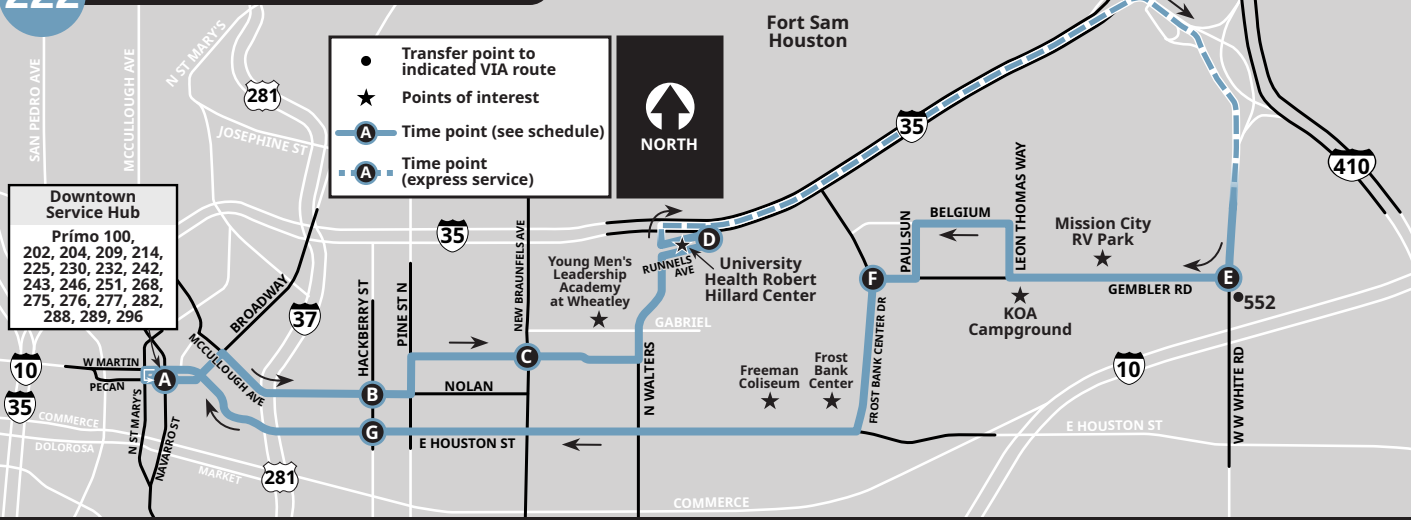 222
Fort Sam
Houston
Transfer point to
indicated VIA route
Points of interest
A
Time point (see schedule)
A
Time point
(express service)
NORTH
SAN PEDRO AVE
MCCULLOUGH AVE
N ST MARY'S
281
JOSEPHINE ST
35
410
Downtown
Service Hub
Prímo 100,
202, 204, 209, 214,
225, 230, 232, 242,
243, 246, 251, 268,
275, 276, 277, 282,
288, 289, 296
35
NEW BRAUNFELS AVE
D
RUNNELS
AVE
Young Men's
Leadership
Academy
at Wheatley
University
Health Robert
Hillard Center
PAULSUN
BELGIUM
LEON THOMAS WAY
Mission City
RV Park
F
GEMBLER RD
E
552
KOA
Campground
BROADWAY
37
HACKBERRY ST
PINE ST N
GABRIEL
MCCULLOUGH AVE
W MARTIN
PECAN
A
10
35
B
NOLAN
C
N WALTERS
Freeman
Coliseum
Frost
Bank
Center
FROST BANK CENTER DR
10
W W WHITE RD
G
E HOUSTON ST
E HOUSTON ST
COMMERCE
DOLOROSA
N ST MARY'S
NAVARRO ST
MARKET
281
COMMERCE